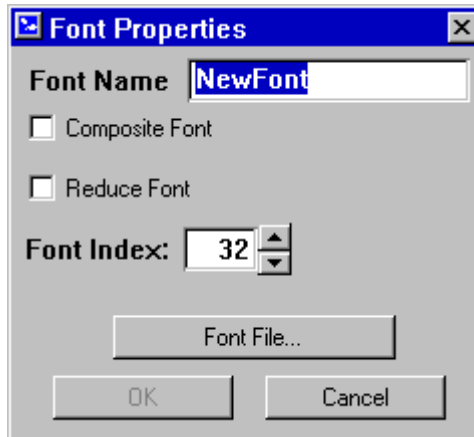 Font Properties
Font Name NewFont
Composite Font
Reduce Font
Font Index: 32
Font File...
OK Cancel